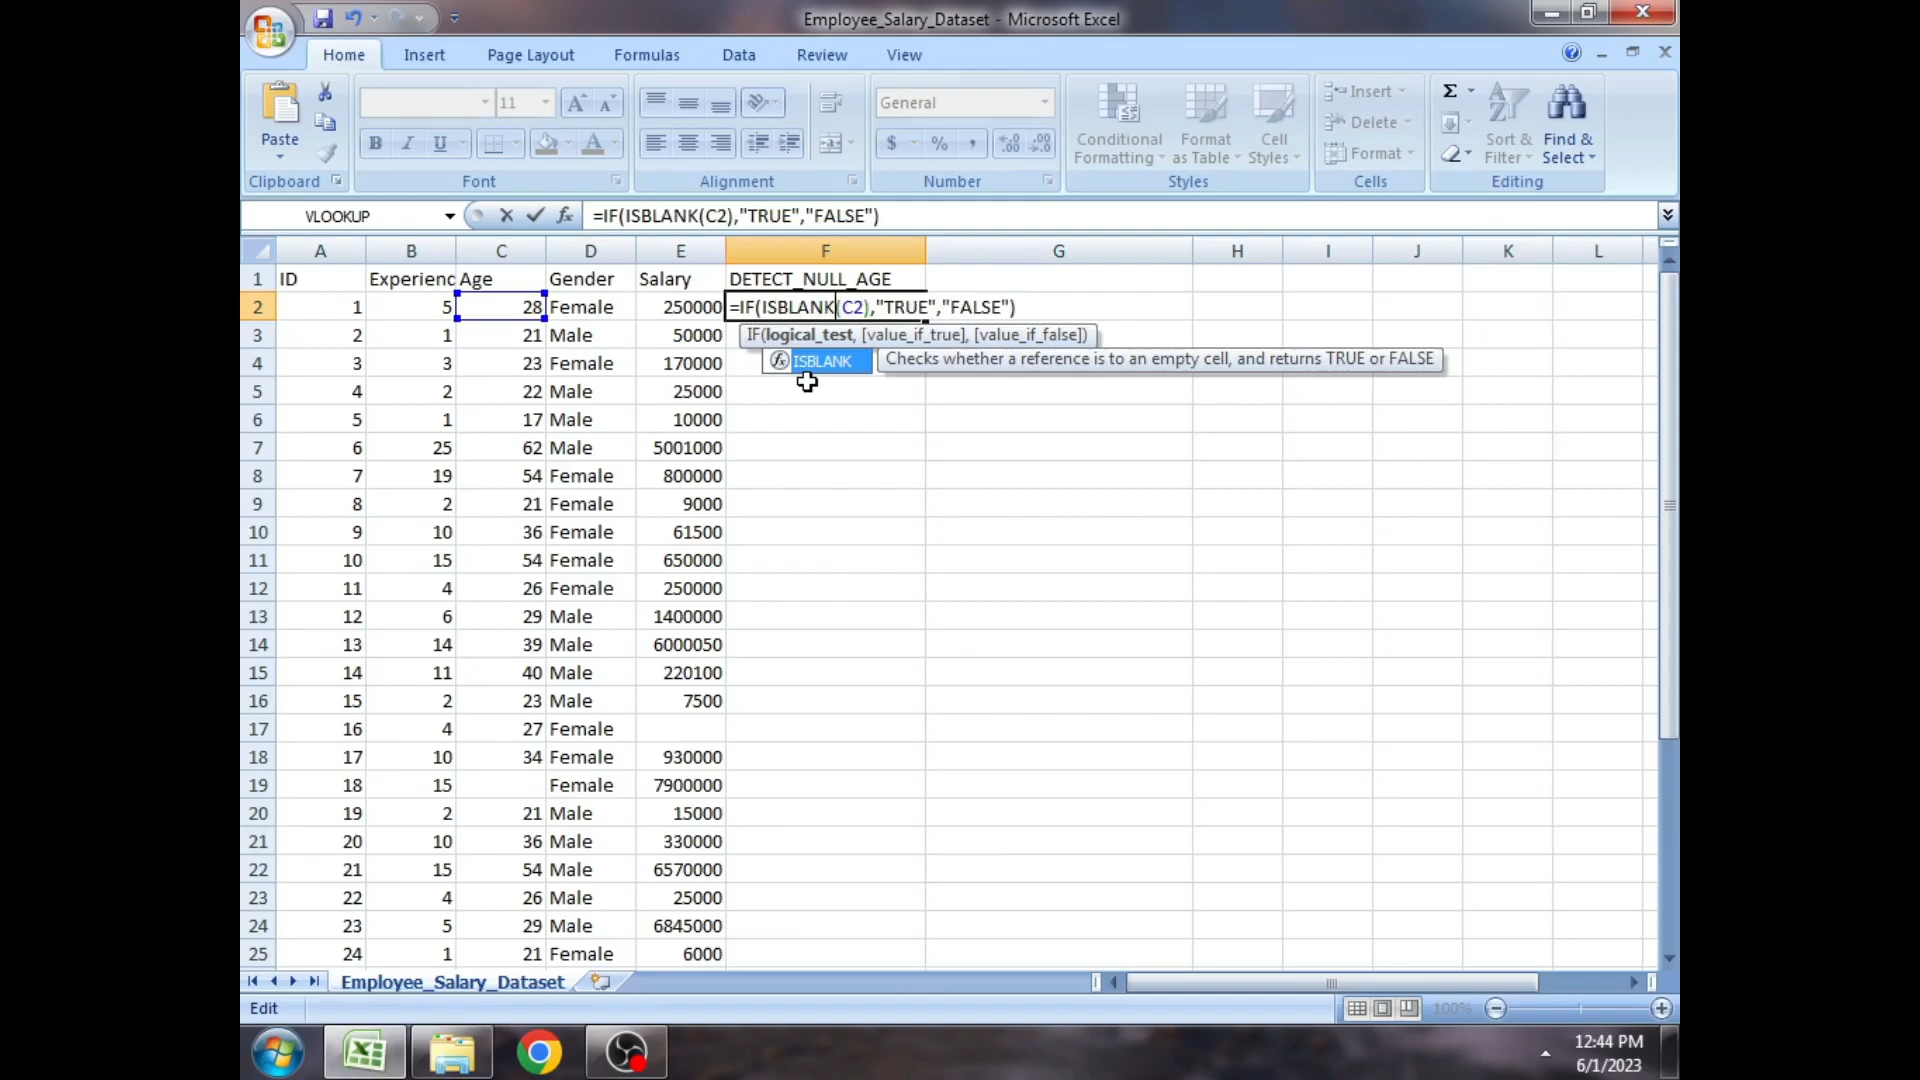 Employee_Salary_Dataset - Microsoft Excel
Home Insert Page Layout Formulas Data Review View
Paste
Clipboard
11
B I U
Font
Alignment
General
$ % ,
Number
Conditional Formatting
Format as Table
Cell Styles
Styles
Insert
Delete
Format
Cells
Σ
Sort & Filter
Find & Select
Editing
VLOOKUP fx =IF(ISBLANK(C2),"TRUE","FALSE")
A B C D E F G H I J K L
1 ID Experienc Age Gender Salary DETECT_NULL_AGE
2 1 5 28 Female 250000 =IF(ISBLANK(C2),"TRUE","FALSE")
3 2 1 21 Male 50000 IF(logical_test, [value_if_true], [value_if_false])
4 3 3 23 Female 170000 fx ISBLANK Checks whether a reference is to an empty cell, and returns TRUE or FALSE
5 4 2 22 Male 25000
6 5 1 17 Male 10000
7 6 25 62 Male 5001000
8 7 19 54 Female 800000
9 8 2 21 Female 9000
10 9 10 36 Female 61500
11 10 15 54 Female 650000
12 11 4 26 Female 250000
13 12 6 29 Male 1400000
14 13 14 39 Male 6000050
15 14 11 40 Male 220100
16 15 2 23 Male 7500
17 16 4 27 Female
18 17 10 34 Female 930000
19 18 15 Female 7900000
20 19 2 21 Male 15000
21 20 10 36 Male 330000
22 21 15 54 Male 6570000
23 22 4 26 Male 25000
24 23 5 29 Male 6845000
25 24 1 21 Female 6000
Employee_Salary_Dataset
Edit 100%
12:44 PM
6/1/2023